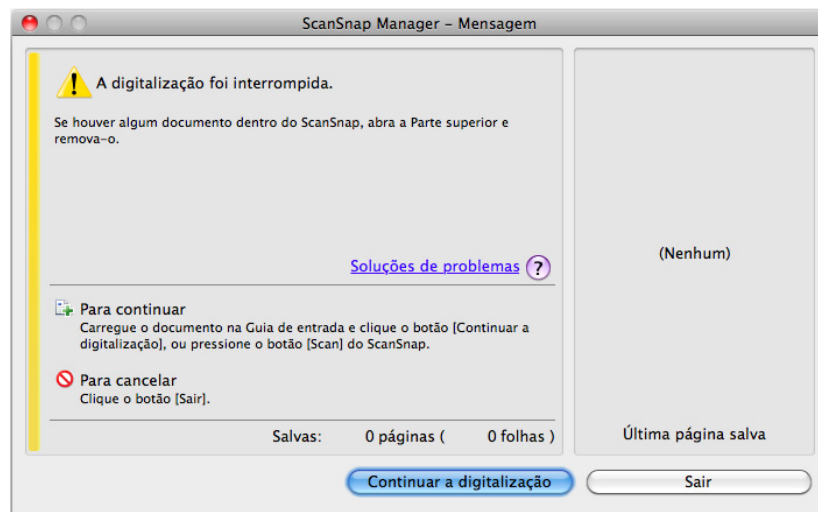 ScanSnap Manager – Mensagem
A digitalização foi interrompida.
Se houver algum documento dentro do ScanSnap, abra a Parte superior e
remova-o.
Soluções de problemas ?
(Nenhum)
Para continuar
Carregue o documento na Guia de entrada e clique o botão [Continuar a
digitalização], ou pressione o botão [Scan] do ScanSnap.
Para cancelar
Clique o botão [Sair].
Salvas: 0 páginas ( 0 folhas )
Última página salva
Continuar a digitalização
Sair